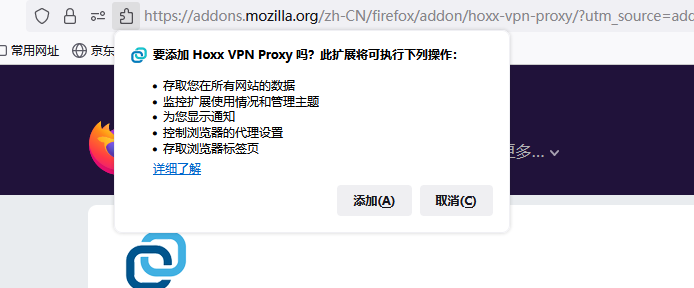 https://addons.mozilla.org/zh-CN/firefox/addon/hoxx-vpn-proxy/?utm_source=add
常用网址 京东
要添加 Hoxx VPN Proxy 吗？此扩展将可执行下列操作：
• 存取您在所有网站的数据
• 监控扩展使用情况和管理主题
• 为您显示通知
• 控制浏览器的代理设置
• 存取浏览器标签页
更多...
详细了解
添加(A) 取消(C)